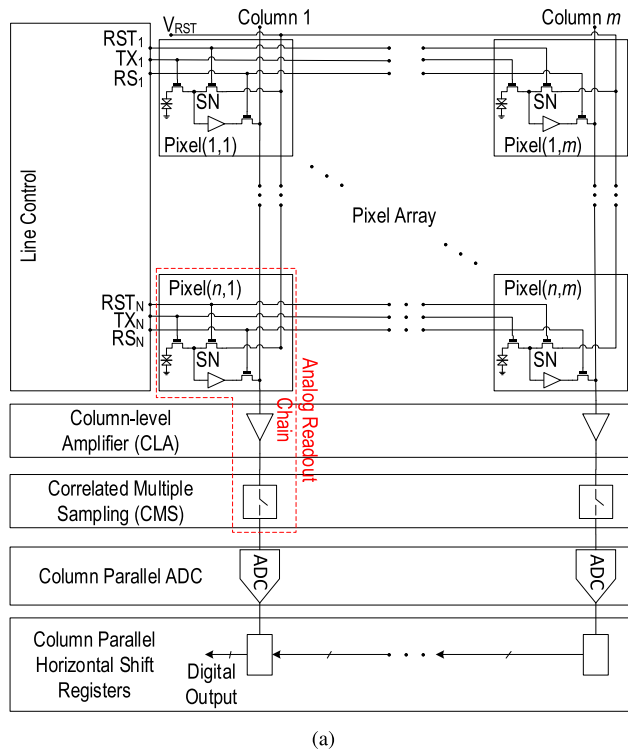 Column 1
Column m
VRST
RST1
TX1
RS1
SN
Pixel(1,1)
SN
Pixel(1,m)
Line Control
Pixel Array
Pixel(n,1)
Pixel(n,m)
RSTN
TXN
RSN
SN
SN
Analog Readout
Chain
Column-level
Amplifier (CLA)
Correlated Multiple
Sampling (CMS)
Column Parallel ADC
ADC
ADC
Column Parallel
Horizontal Shift
Registers
Digital
Output
(a)